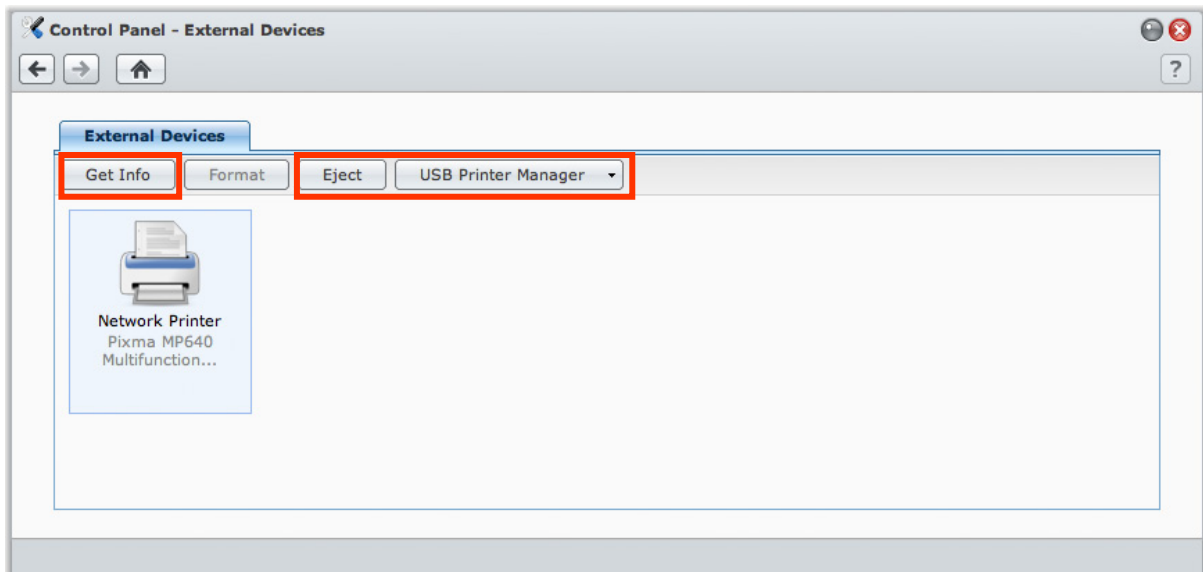 Control Panel - External Devices
?
External Devices
Get Info Format Eject USB Printer Manager
Network Printer
Pixma MP640
Multifunction...